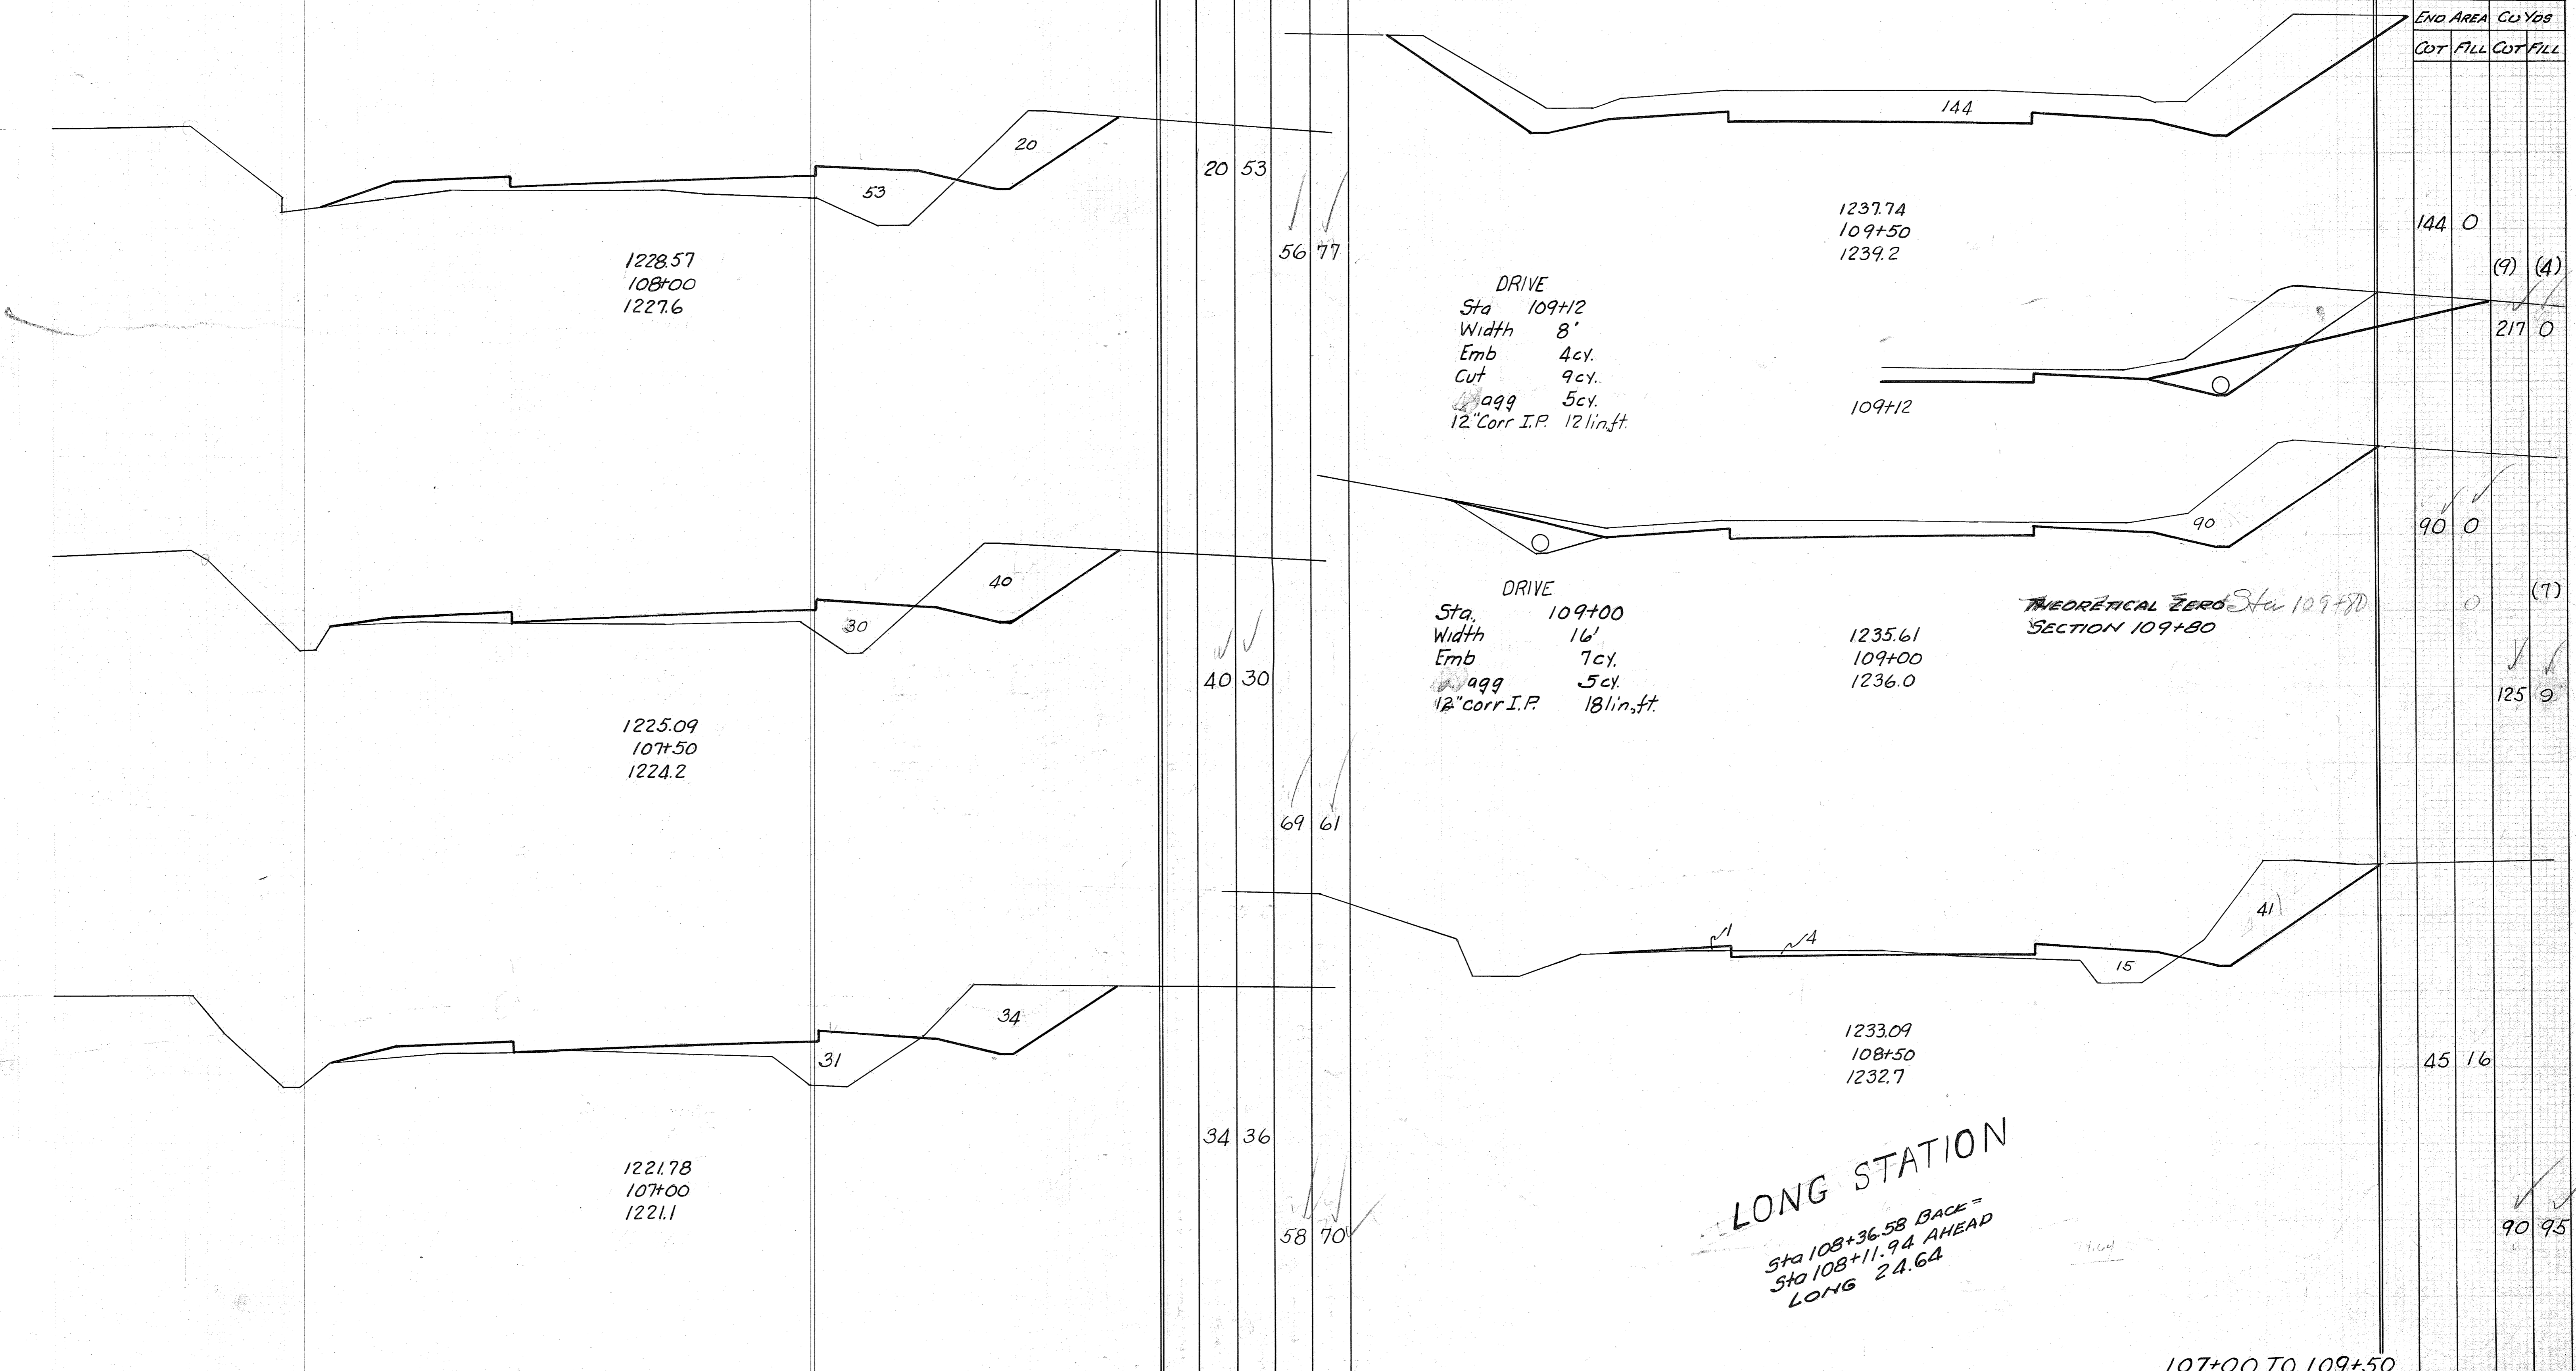 20
53
20 53
56 77
1228.57
108+00
1227.6
40
30
40 30
1225.09
107+50
1224.2
69 61
34
31
34 36
1221.78
107+00
1221.1
58 70
END AREA CU YDS
CUT FILL CUT FILL
144
1237.74
109+50
1239.2
144 0
(9) (4)
217 0
DRIVE
Sta 109+12
Width 8'
Emb 4cy.
Cut 9cy.
agg 5cy.
12" Corr I.P. 12 lin.ft.
109+12
90
90 0
DRIVE
Sta. 109+00
Width 16'
Emb 7cy.
agg 5cy.
12" corr I.P. 18 lin.ft.
1235.61
109+00
1236.0
THEORETICAL ZERO Sta 109+80
SECTION 109+80
0
(7)
125 9
41
1
4
15
1233.09
108+50
1232.7
45 16
LONG STATION
Sta 108+36.58 BACK =
Sta 108+11.94 AHEAD
LONG 24.64
90 95
107+00 TO 109+50